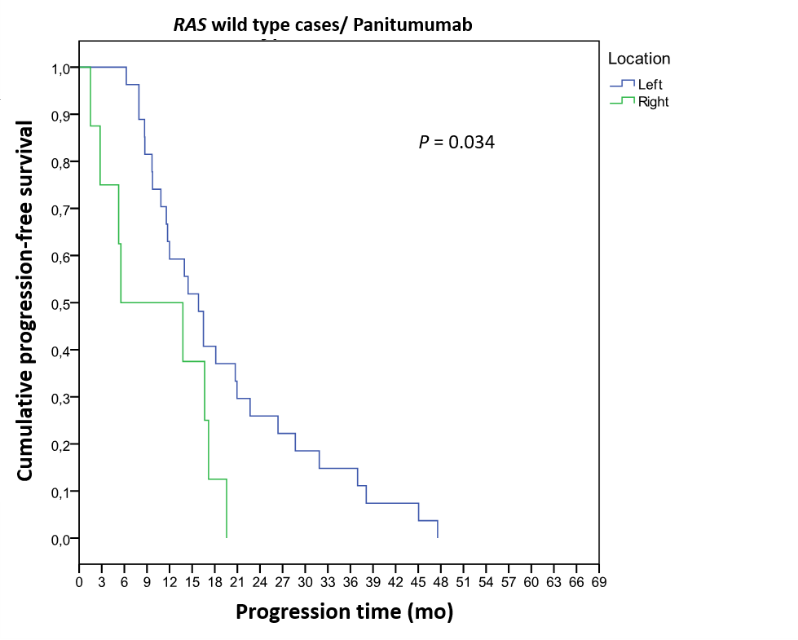 RAS wild type cases/ Panitumumab
Location
Left
Right
P = 0.034
Cumulative progression-free survival
1,0
0,9
0,8
0,7
0,6
0,5
0,4
0,3
0,2
0,1
0,0
0 3 6 9 12 15 18 21 24 27 30 33 36 39 42 45 48 51 54 57 60 63 66 69
Progression time (mo)